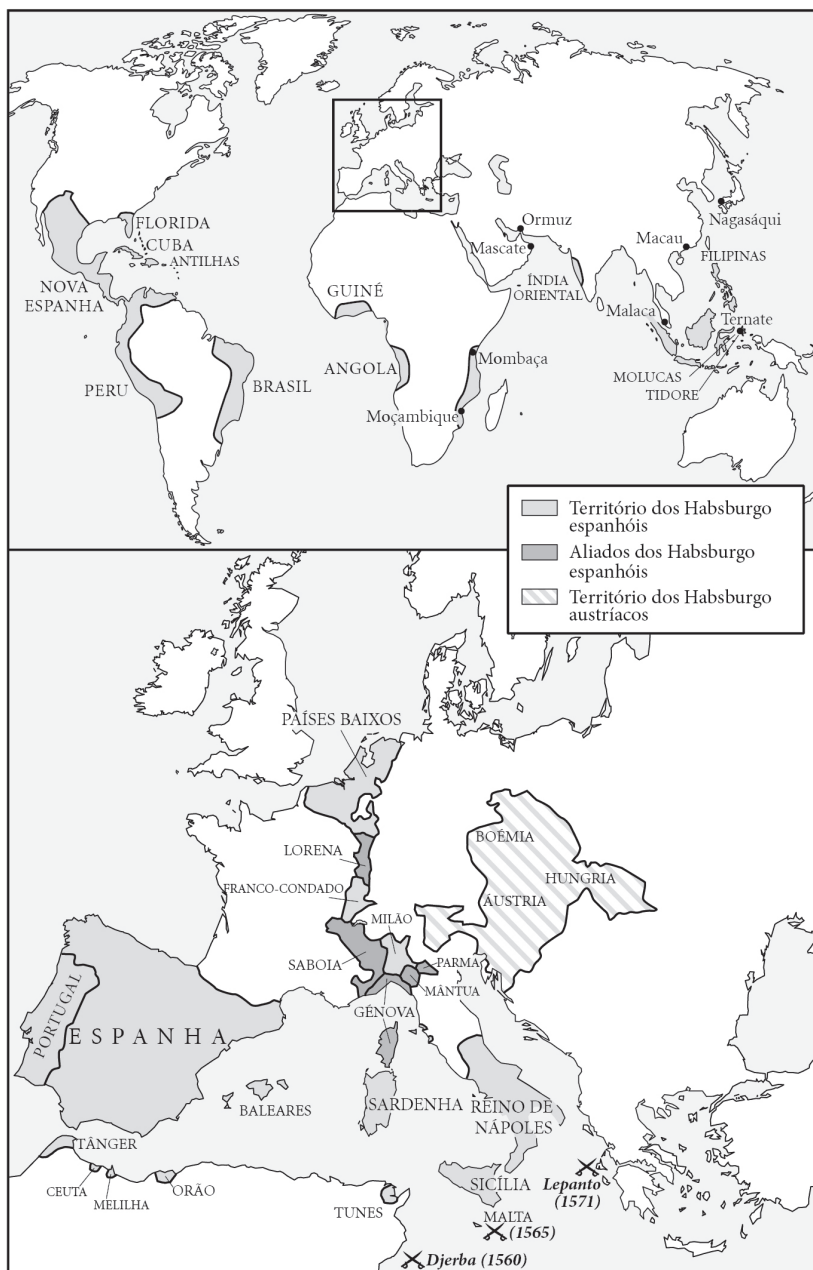 FLORIDA
CUBA
ANTILHAS
NOVA
ESPANHA
PERU
BRASIL
GUINÉ
ANGOLA
Ormuz
Mascate
ÍNDIA
ORIENTAL
Mombaça
Moçambique
Nagasáqui
Macau
FILIPINAS
Malaca
Ternate
MOLUCAS
TIDORE
Território dos Habsburgo
espanhóis
Aliados dos Habsburgo
espanhóis
Território dos Habsburgo
austríacos
PAÍSES BAIXOS
LORENA
FRANCO-CONDADO
BOÉMIA
HUNGRIA
ÁUSTRIA
MILÃO
SABOIA
PARMA
MÂNTUA
GÉNOVA
PORTUGAL
ESPANHA
BALEARES
SARDENHA
REINO DE
NÁPOLES
TÂNGER
CEUTA
MELILHA
ORÃO
TUNES
SICÍLIA
Lepanto
(1571)
MALTA
(1565)
Djerba (1560)